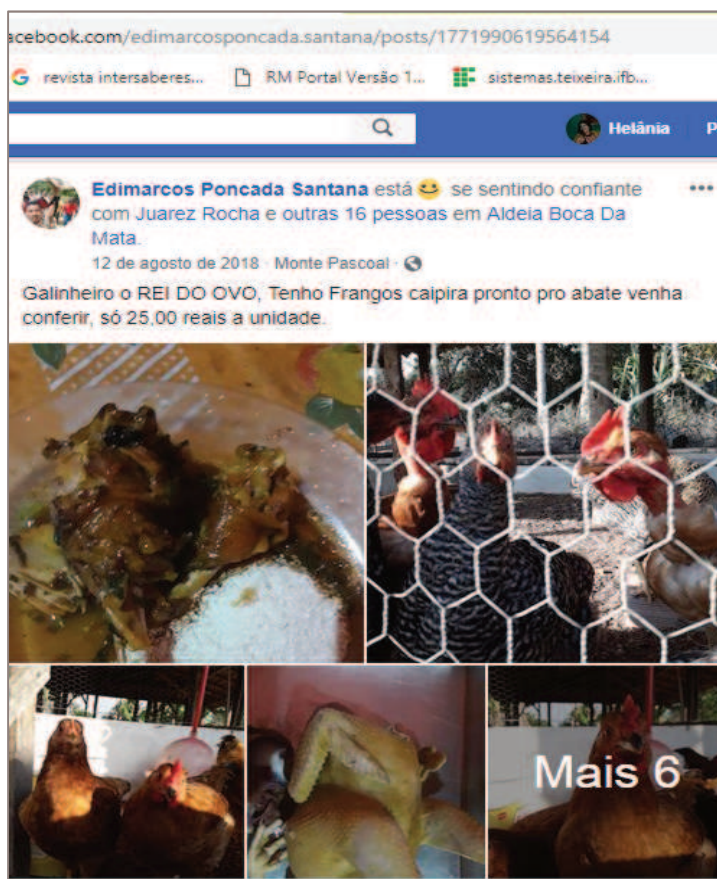 acebook.com/edimarcosponcada.santana/posts/1771990619564154
revista intersaberes... RM Portal Versão 1... sistemas.teixeira.ifb...
Helânia P
Edimarcos Poncada Santana está se sentindo confiante
com Juarez Rocha e outras 16 pessoas em Aldeia Boca Da
Mata.
12 de agosto de 2018 · Monte Pascoal ·
Galinheiro o REI DO OVO, Tenho Frangos caipira pronto pro abate venha
conferir, só 25,00 reais a unidade.
Mais 6